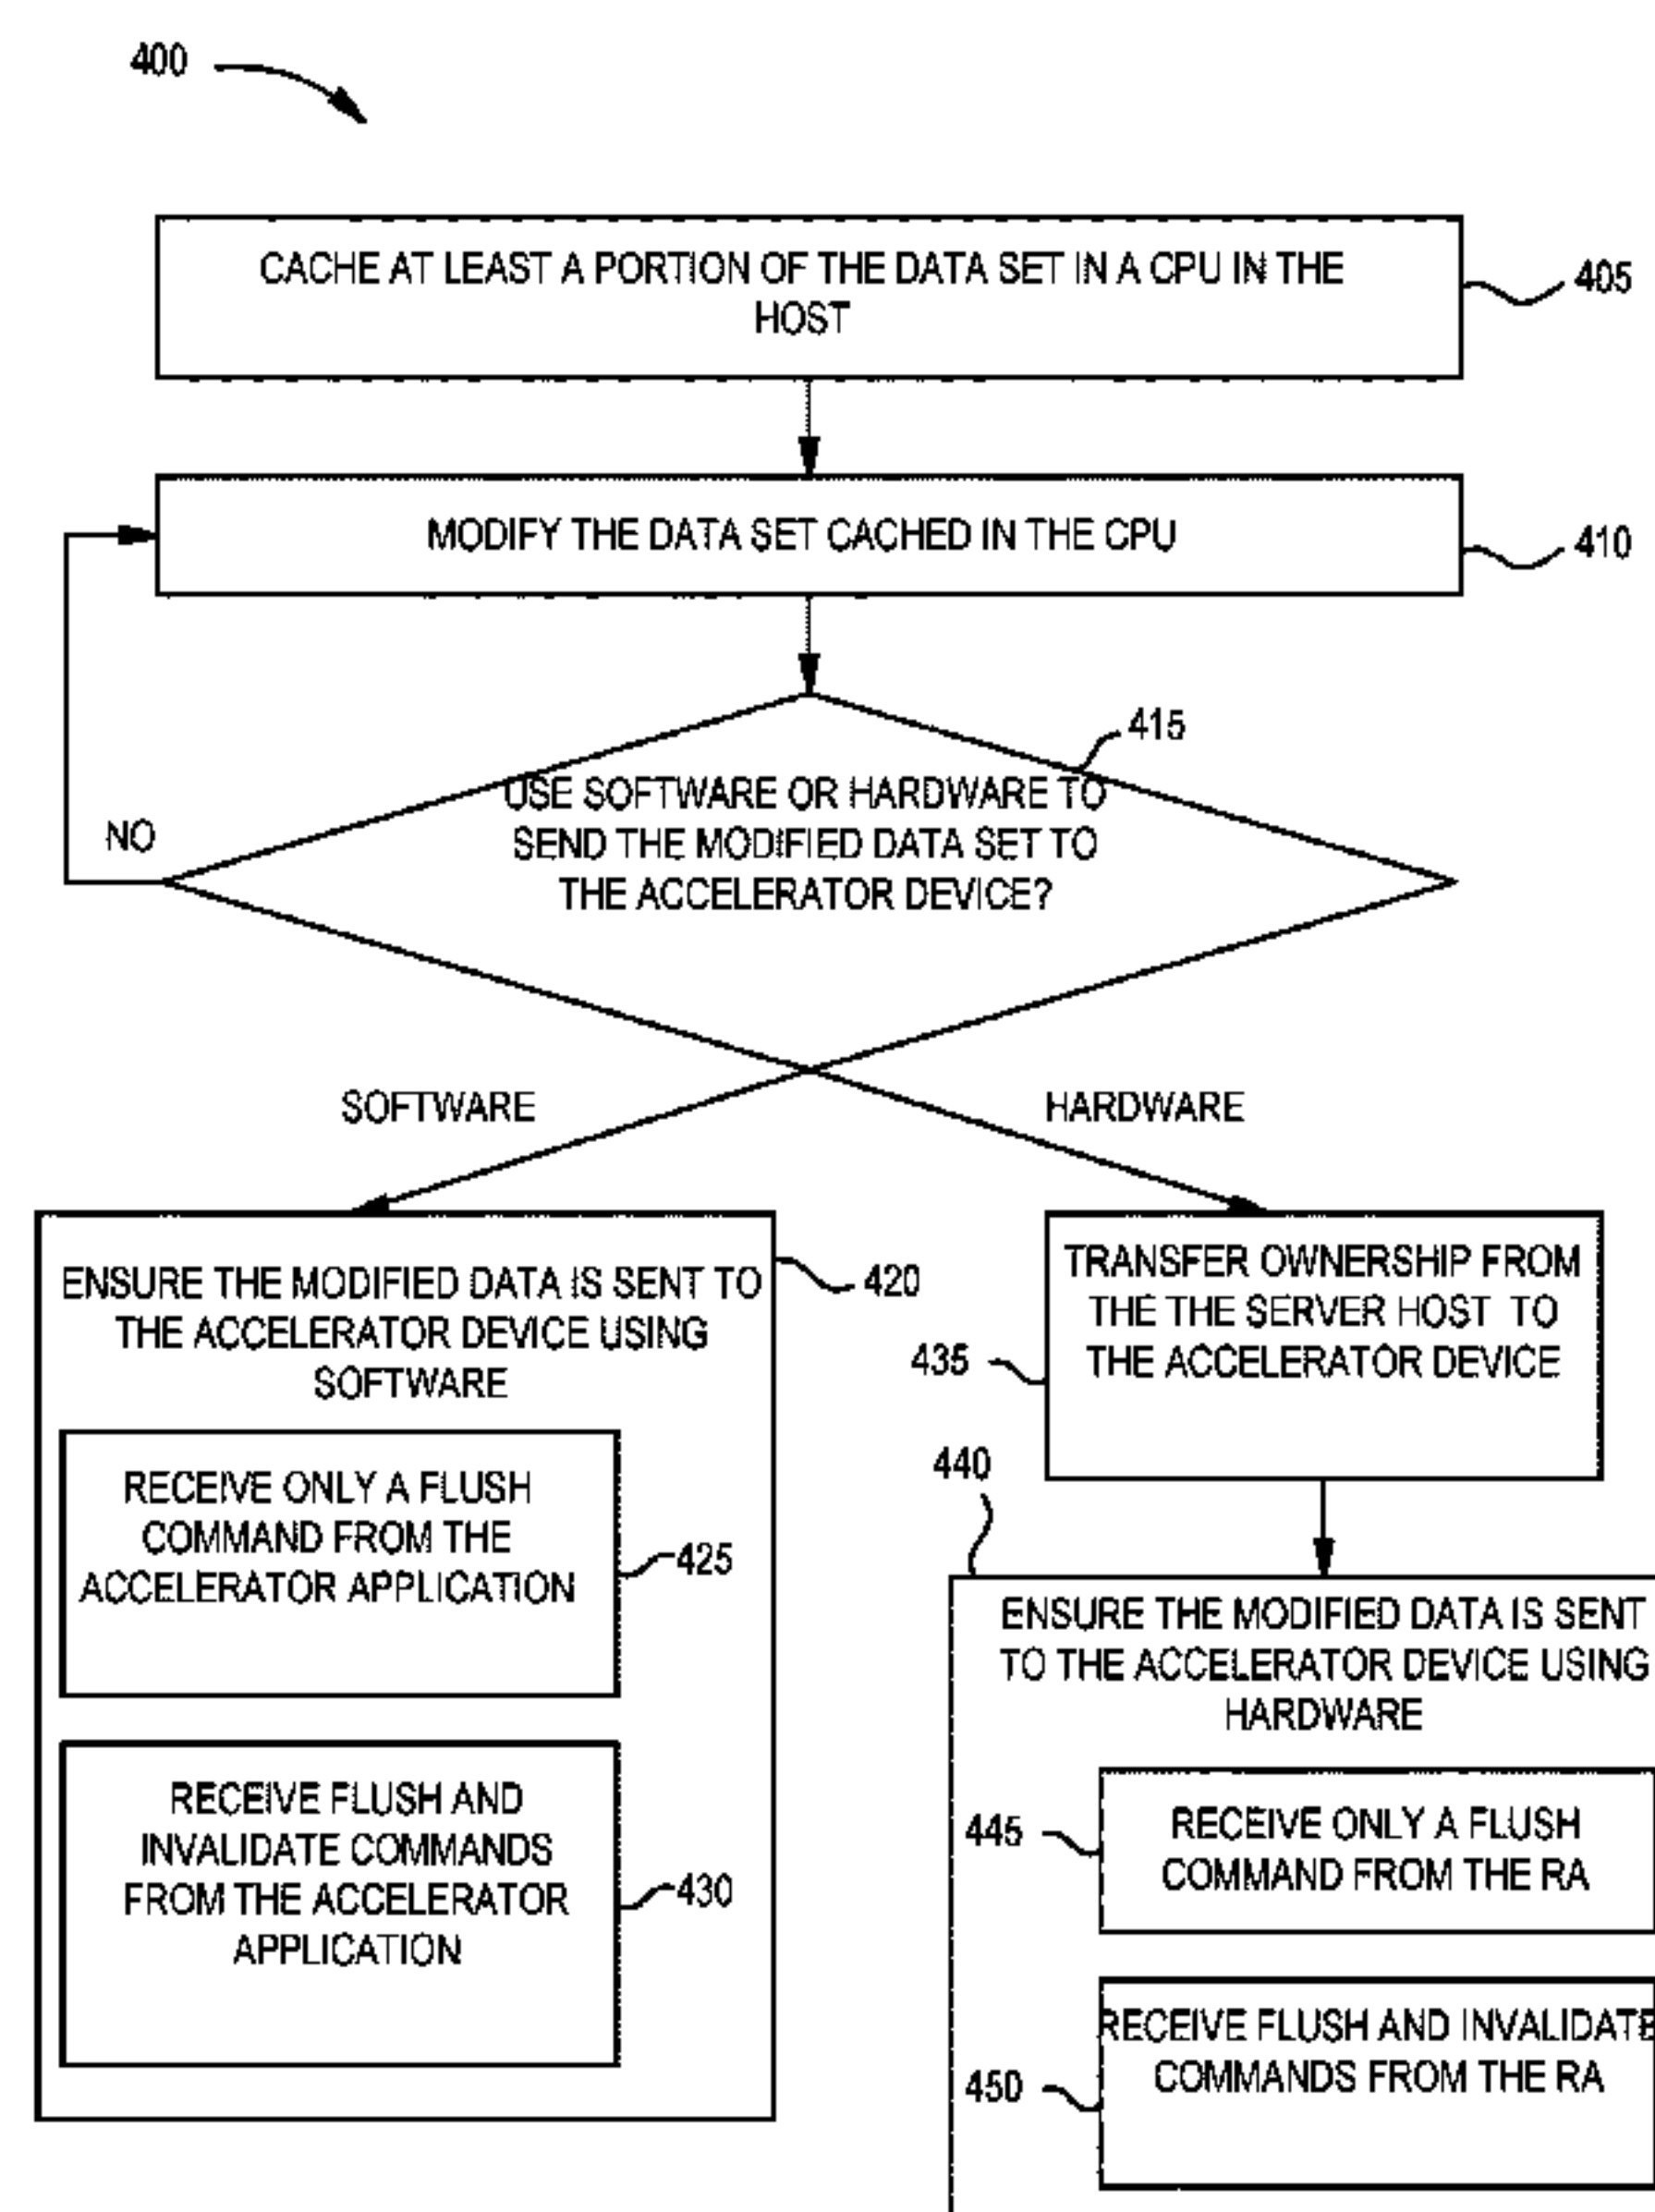 400
CACHE AT LEAST A PORTION OF THE DATA SET IN A CPU IN THE
HOST
405
MODIFY THE DATA SET CACHED IN THE CPU
410
415
USE SOFTWARE OR HARDWARE TO
SEND THE MODIFIED DATA SET TO
THE ACCELERATOR DEVICE?
NO
SOFTWARE
HARDWARE
ENSURE THE MODIFIED DATA IS SENT TO
THE ACCELERATOR DEVICE USING
SOFTWARE
420
RECEIVE ONLY A FLUSH
COMMAND FROM THE
ACCELERATOR APPLICATION
425
RECEIVE FLUSH AND
INVALIDATE COMMANDS
FROM THE ACCELERATOR
APPLICATION
430
TRANSFER OWNERSHIP FROM
THE THE SERVER HOST TO
THE ACCELERATOR DEVICE
435
440
ENSURE THE MODIFIED DATA IS SENT
TO THE ACCELERATOR DEVICE USING
HARDWARE
445
RECEIVE ONLY A FLUSH
COMMAND FROM THE RA
450
RECEIVE FLUSH AND INVALIDATE
COMMANDS FROM THE RA